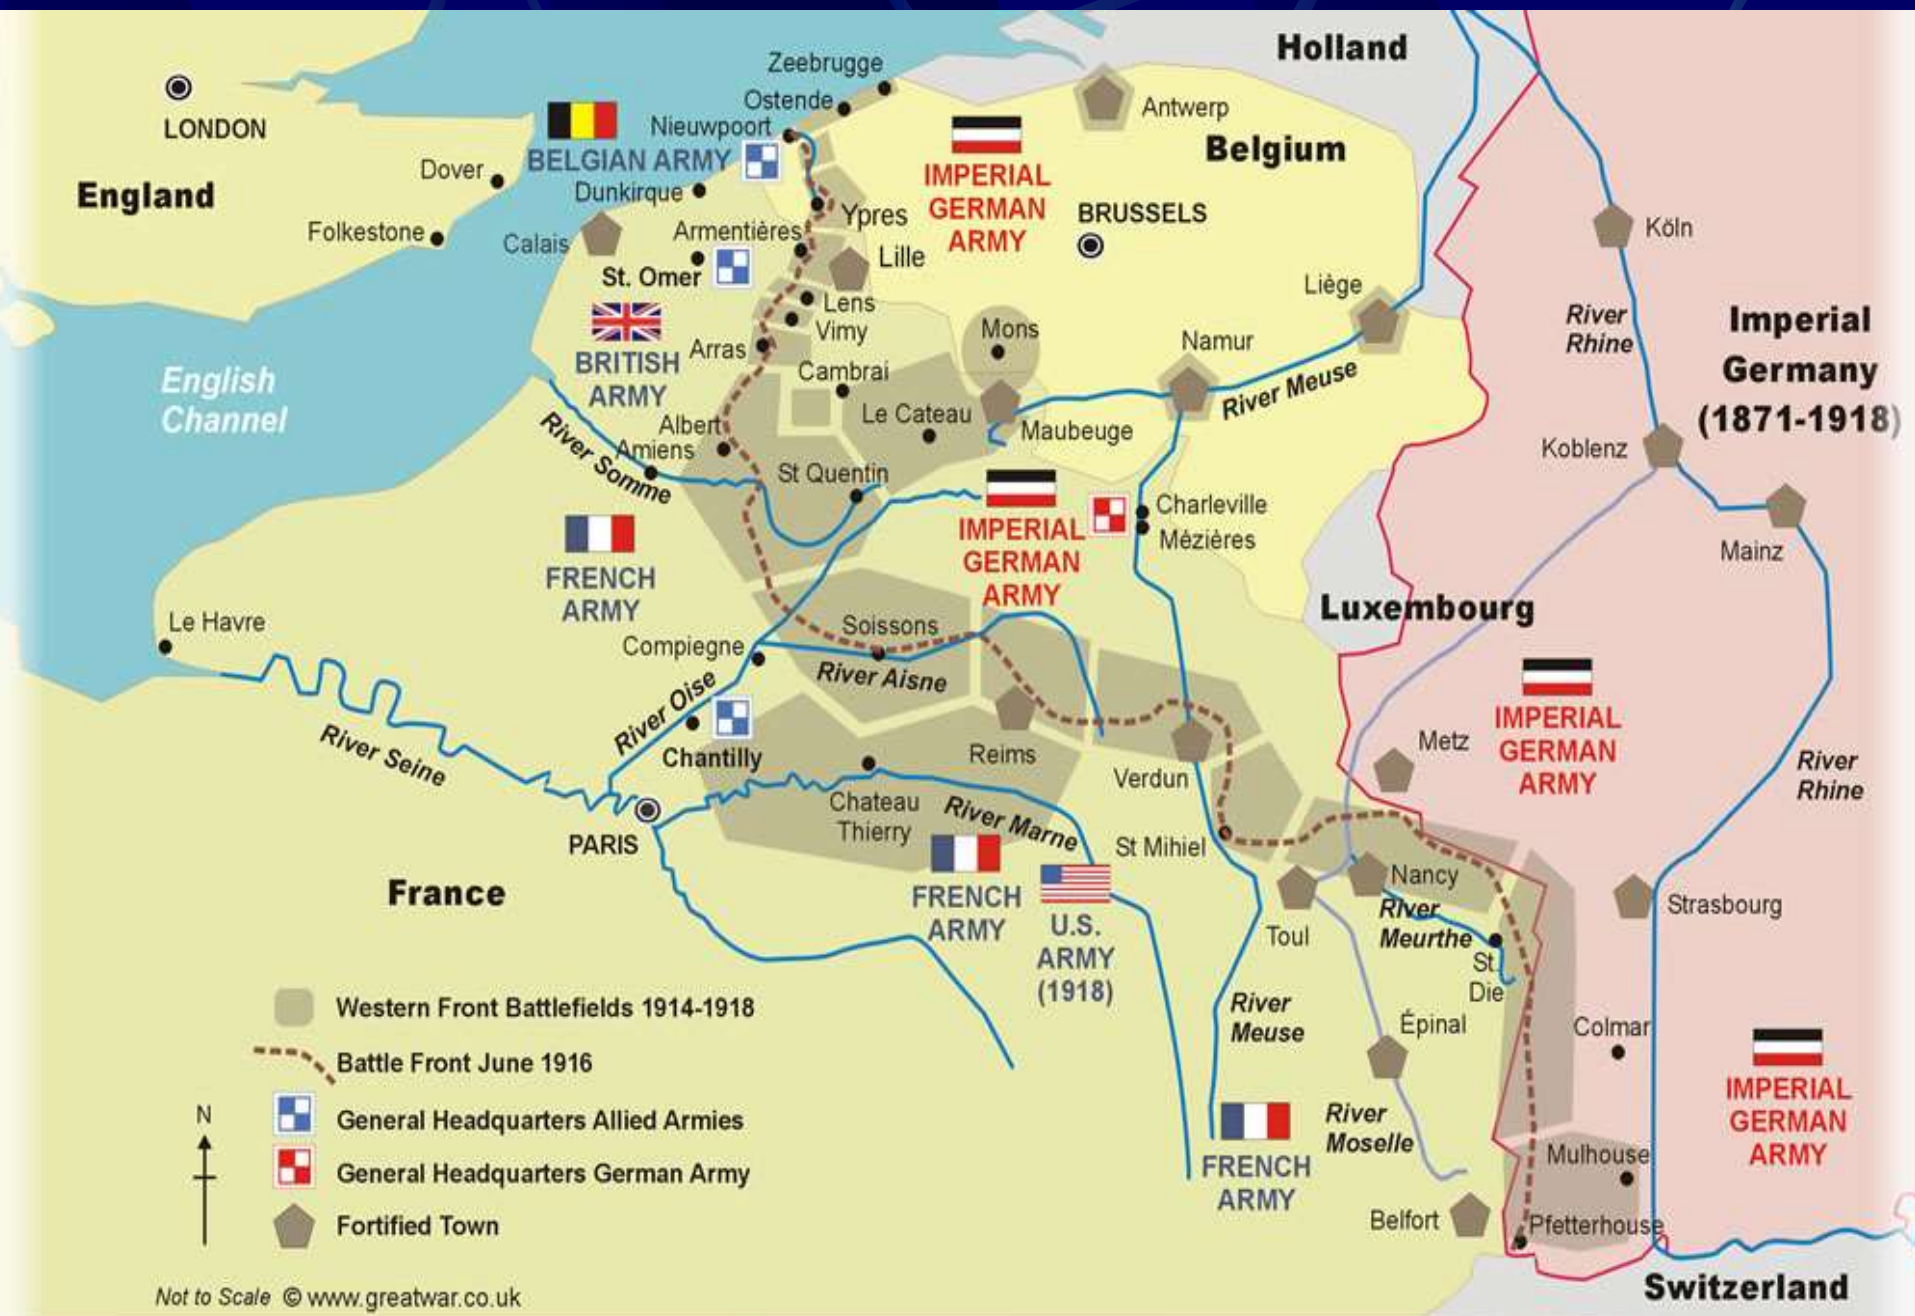 Holland
Zeebrugge
Ostende
Antwerp
LONDON
Nieuwpoort
Belgium
BELGIAN ARMY
Dover
England
Dunkirque
IMPERIAL
GERMAN
ARMY
Ypres
BRUSSELS
Folkestone
Calais
Armentières
Köln
St. Omer
Lille
Liège
Lens
Vimy
River
Rhine
Imperial
Germany
(1871-1918)
Mons
Namur
Arras
BRITISH
ARMY
English
Channel
Cambrai
River Meuse
Le Cateau
Maubeuge
Albert
Amiens
River Somme
Koblenz
St Quentin
Charleville
Mézières
IMPERIAL
GERMAN
ARMY
Mainz
FRENCH
ARMY
Luxembourg
Le Havre
Soissons
Compiegne
River Aisne
River Oise
IMPERIAL
GERMAN
ARMY
River Seine
Chantilly
Reims
Metz
Verdun
River
Rhine
Chateau
Thierry
River Marne
PARIS
St Mihiel
France
FRENCH
ARMY
U.S.
ARMY
(1918)
Nancy
Toul
River
Meurthe
Strasbourg
St.
Die
River
Meuse
Épinal
Colmar
Western Front Battlefields 1914-1918
Battle Front June 1916
General Headquarters Allied Armies
General Headquarters German Army
Fortified Town
N
FRENCH
ARMY
River
Moselle
IMPERIAL
GERMAN
ARMY
Mulhouse
Belfort
Pfetterhouse
Switzerland
Not to Scale © www.greatwar.co.uk